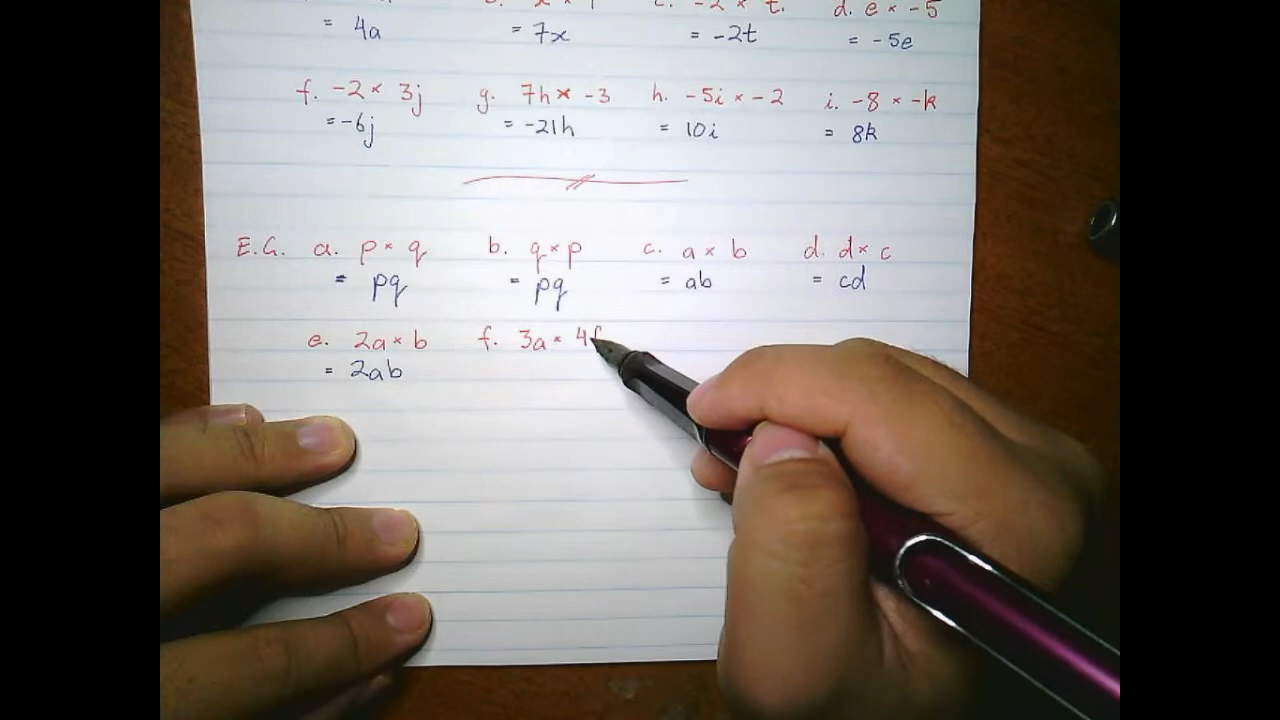 d. e × -5
= 4a = 7x = -2t = -5e
f. -2 × 3j g. 7h × -3 h. -5i × -2 i. -8 × -k
= -6j = -21h = 10i = 8k
E.G. a. p × q b. q × p c. a × b d. d × c
= pq = pq = ab = cd
e. 2a × b f. 3a × 4
= 2ab